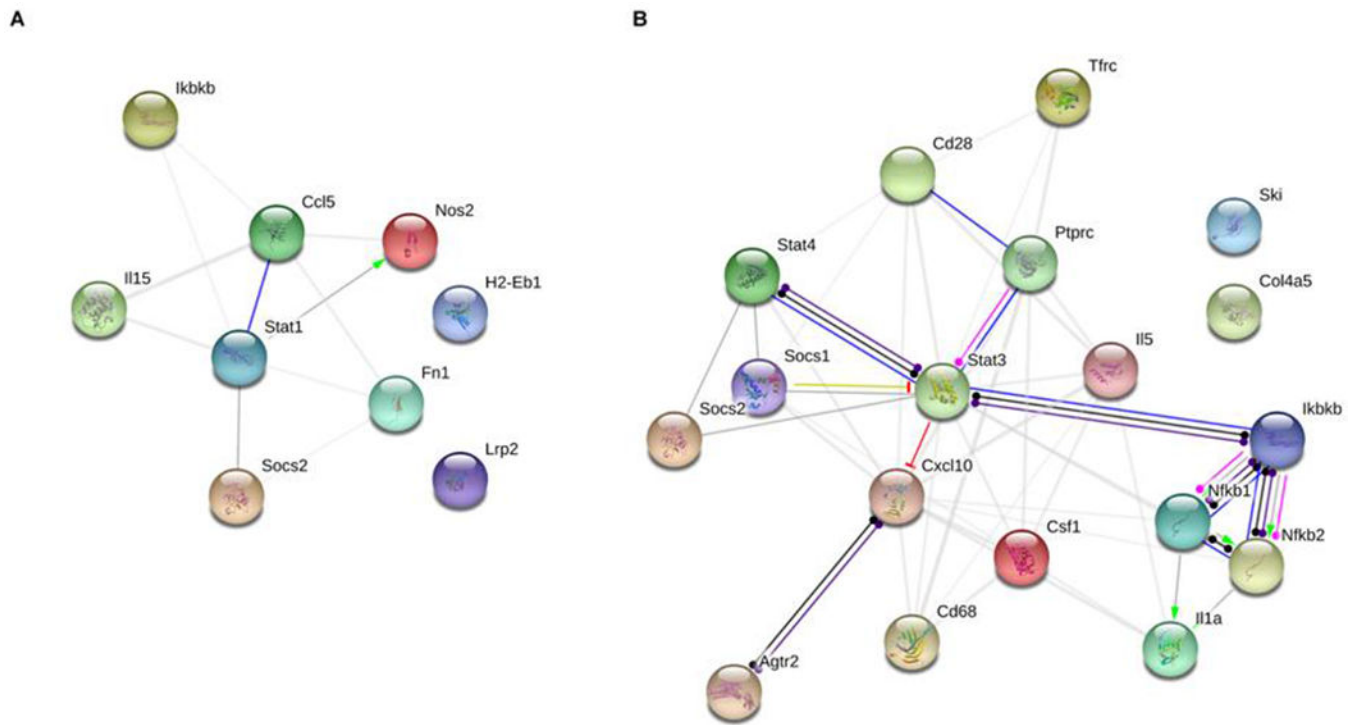 A
Ikbkb
Ccl5
Nos2
Il15
H2-Eb1
Stat1
Fn1
Lrp2
Socs2
B
Tfrc
Cd28
Ski
Ptprc
Stat4
Col4a5
Il5
Socs1
Stat3
Socs2
Ikbkb
Cxcl10
Nfkb1
Csf1
Nfkb2
Cd68
Il1a
Agtr2